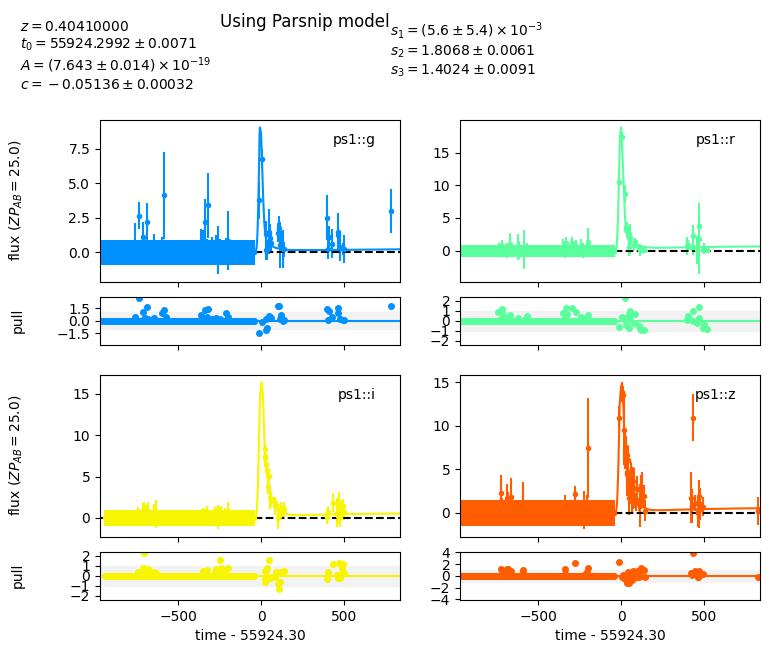 Using Parsnip model
z = 0.40410000
t0 = 55924.2992 ± 0.0071
A = (7.643 ± 0.014) × 10^−19
c = −0.05136 ± 0.00032
s1 = (5.6 ± 5.4) × 10^−3
s2 = 1.8068 ± 0.0061
s3 = 1.4024 ± 0.0091
ps1::g
flux (ZP_AB = 25.0)
7.5
5.0
2.5
0.0
ps1::r
15
10
5
0
pull
1.5
0.0
−1.5
2
1
0
−1
−2
ps1::i
flux (ZP_AB = 25.0)
15
10
5
0
ps1::z
15
10
5
0
pull
2
1
0
−1
−2
4
2
0
−2
−4
−500 0 500
−500 0 500
time - 55924.30
time - 55924.30